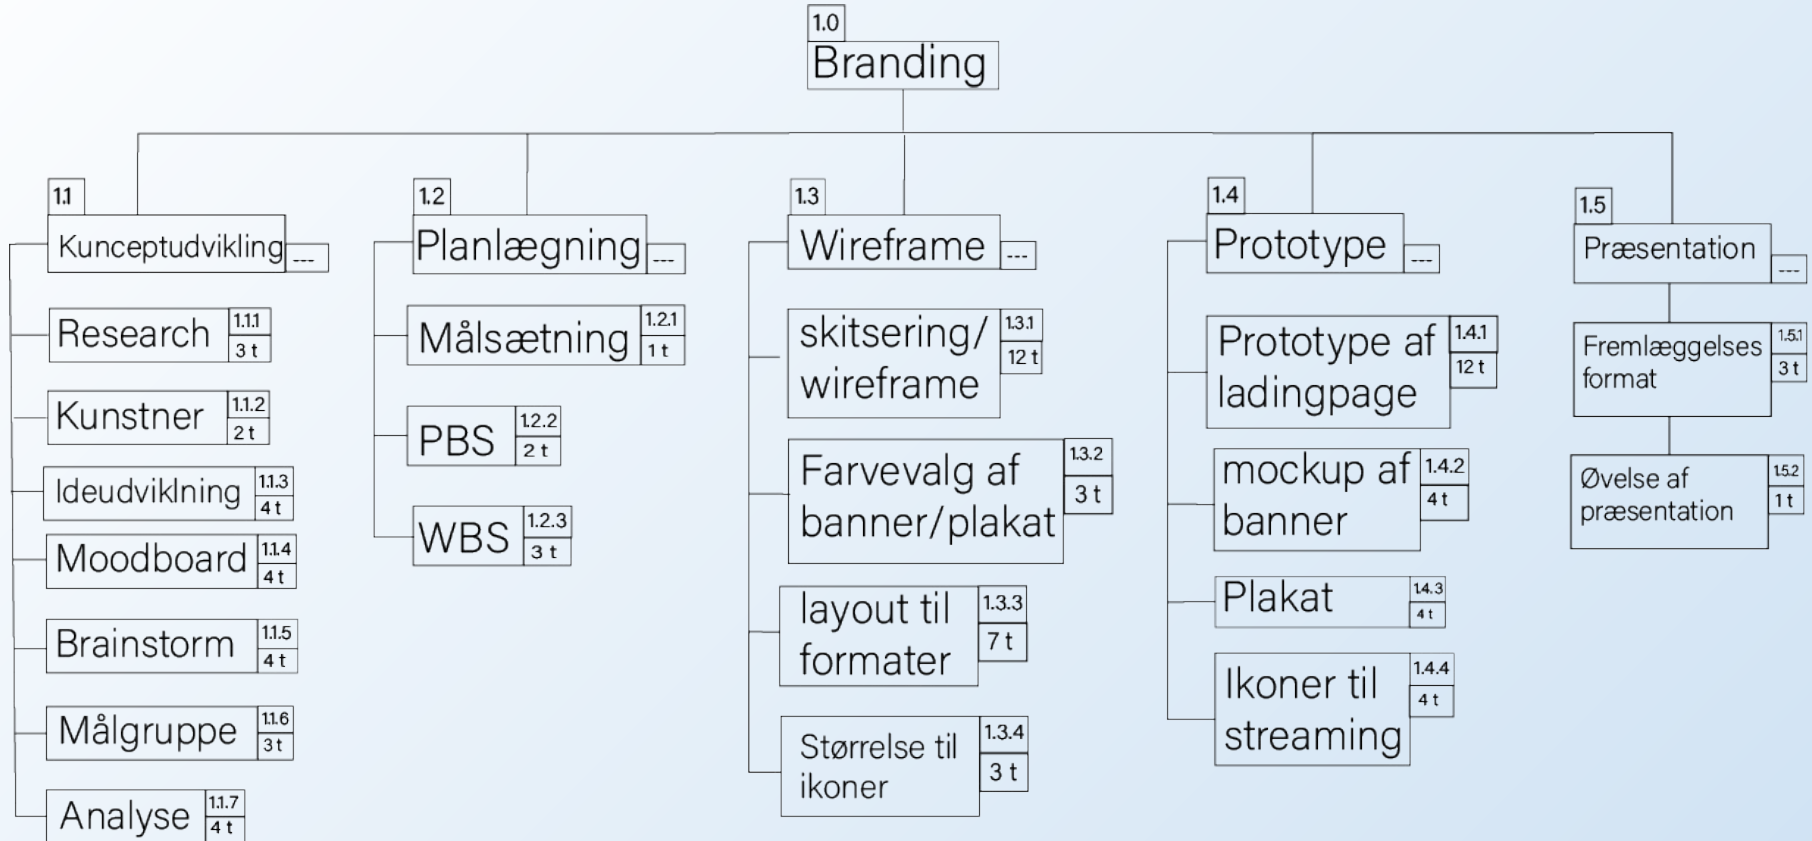 1.0
Branding
1.1
Kunceptudvikling
---
Research
1.1.1
3 t
Kunstner
1.1.2
2 t
Ideudviklning
1.1.3
4 t
Moodboard
1.1.4
4 t
Brainstorm
1.1.5
4 t
Målgruppe
1.1.6
3 t
Analyse
1.1.7
4 t
1.2
Planlægning
---
Målsætning
1.2.1
1 t
PBS
1.2.2
2 t
WBS
1.2.3
3 t
1.3
Wireframe
---
skitsering/
wireframe
1.3.1
12 t
Farvevalg af
banner/plakat
1.3.2
3 t
layout til
formater
1.3.3
7 t
Størrelse til
ikoner
1.3.4
3 t
1.4
Prototype
---
Prototype af
ladingpage
1.4.1
12 t
mockup af
banner
1.4.2
4 t
Plakat
1.4.3
4 t
Ikoner til
streaming
1.4.4
4 t
1.5
Præsentation
---
Fremlæggelses
format
1.5.1
3 t
Øvelse af
præsentation
1.5.2
1 t